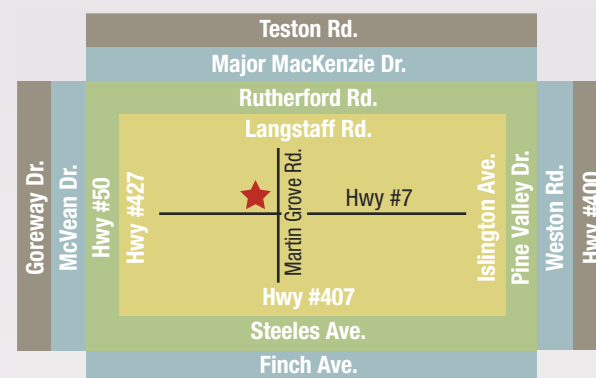 Teston Rd.
Major MacKenzie Dr.
Rutherford Rd.
Langstaff Rd.
Goreway Dr.
McVean Dr.
Hwy #50
Hwy #427
Martin Grove Rd.
Hwy #7
Islington Ave.
Pine Valley Dr.
Weston Rd.
Hwy #400
Hwy #407
Steeles Ave.
Finch Ave.